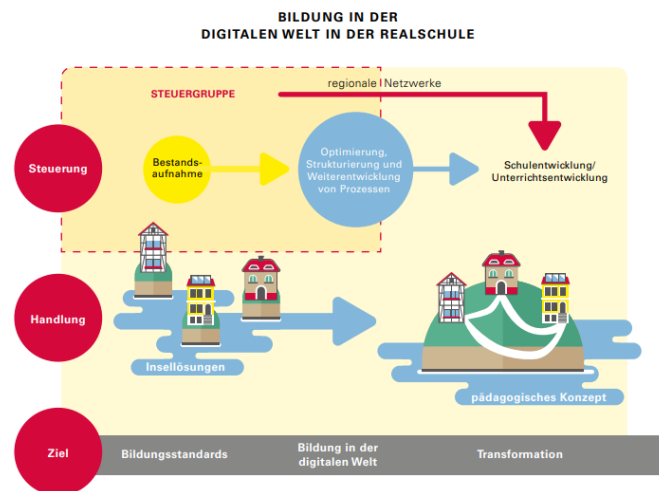 BILDUNG IN DER
DIGITALEN WELT IN DER REALSCHULE
regionale Netzwerke
STEUERGRUPPE
Steuerung
Bestands-
aufnahme
Optimierung,
Strukturierung und
Weiterentwicklung
von Prozessen
Schulentwicklung/
Unterrichtsentwicklung
Handlung
Insellösungen
pädagogisches Konzept
Ziel
Bildungsstandards
Bildung in der
digitalen Welt
Transformation